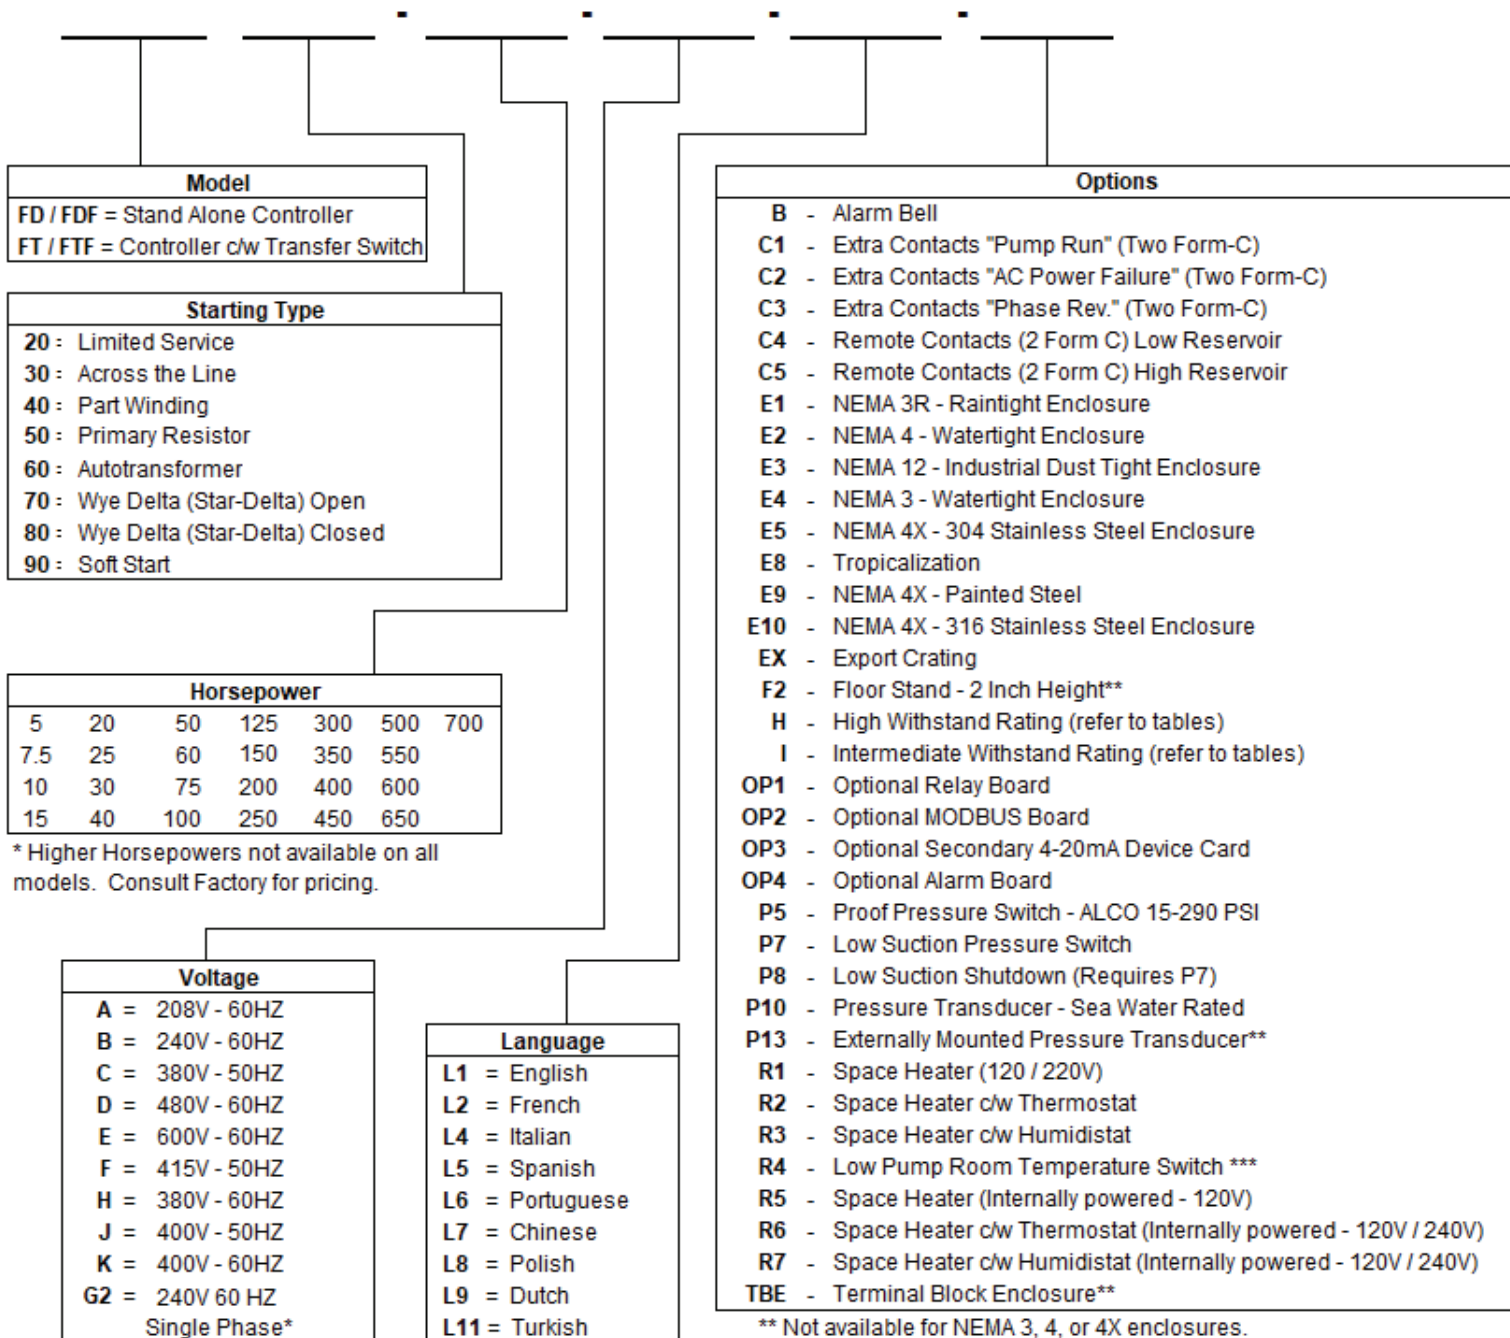 - - - -
Model
FD / FDF = Stand Alone Controller
FT / FTF = Controller c/w Transfer Switch
Starting Type
20 : Limited Service
30 : Across the Line
40 : Part Winding
50 : Primary Resistor
60 : Autotransformer
70 : Wye Delta (Star-Delta) Open
80 : Wye Delta (Star-Delta) Closed
90 : Soft Start
Horsepower
5 20 50 125 300 500 700
7.5 25 60 150 350 550
10 30 75 200 400 600
15 40 100 250 450 650
* Higher Horsepowers not available on all
models. Consult Factory for pricing.
Voltage
A = 208V - 60HZ
B = 240V - 60HZ
C = 380V - 50HZ
D = 480V - 60HZ
E = 600V - 60HZ
F = 415V - 50HZ
H = 380V - 60HZ
J = 400V - 50HZ
K = 400V - 60HZ
G2 = 240V 60 HZ
Single Phase*
Language
L1 = English
L2 = French
L4 = Italian
L5 = Spanish
L6 = Portuguese
L7 = Chinese
L8 = Polish
L9 = Dutch
L11 = Turkish
Options
B - Alarm Bell
C1 - Extra Contacts "Pump Run" (Two Form-C)
C2 - Extra Contacts "AC Power Failure" (Two Form-C)
C3 - Extra Contacts "Phase Rev." (Two Form-C)
C4 - Remote Contacts (2 Form C) Low Reservoir
C5 - Remote Contacts (2 Form C) High Reservoir
E1 - NEMA 3R - Raintight Enclosure
E2 - NEMA 4 - Watertight Enclosure
E3 - NEMA 12 - Industrial Dust Tight Enclosure
E4 - NEMA 3 - Watertight Enclosure
E5 - NEMA 4X - 304 Stainless Steel Enclosure
E8 - Tropicalization
E9 - NEMA 4X - Painted Steel
E10 - NEMA 4X - 316 Stainless Steel Enclosure
EX - Export Crating
F2 - Floor Stand - 2 Inch Height**
H - High Withstand Rating (refer to tables)
I - Intermediate Withstand Rating (refer to tables)
OP1 - Optional Relay Board
OP2 - Optional MODBUS Board
OP3 - Optional Secondary 4-20mA Device Card
OP4 - Optional Alarm Board
P5 - Proof Pressure Switch - ALCO 15-290 PSI
P7 - Low Suction Pressure Switch
P8 - Low Suction Shutdown (Requires P7)
P10 - Pressure Transducer - Sea Water Rated
P13 - Externally Mounted Pressure Transducer**
R1 - Space Heater (120 / 220V)
R2 - Space Heater c/w Thermostat
R3 - Space Heater c/w Humidistat
R4 - Low Pump Room Temperature Switch ***
R5 - Space Heater (Internally powered - 120V)
R6 - Space Heater c/w Thermostat (Internally powered - 120V / 240V)
R7 - Space Heater c/w Humidistat (Internally powered - 120V / 240V)
TBE - Terminal Block Enclosure**
** Not available for NEMA 3, 4, or 4X enclosures.